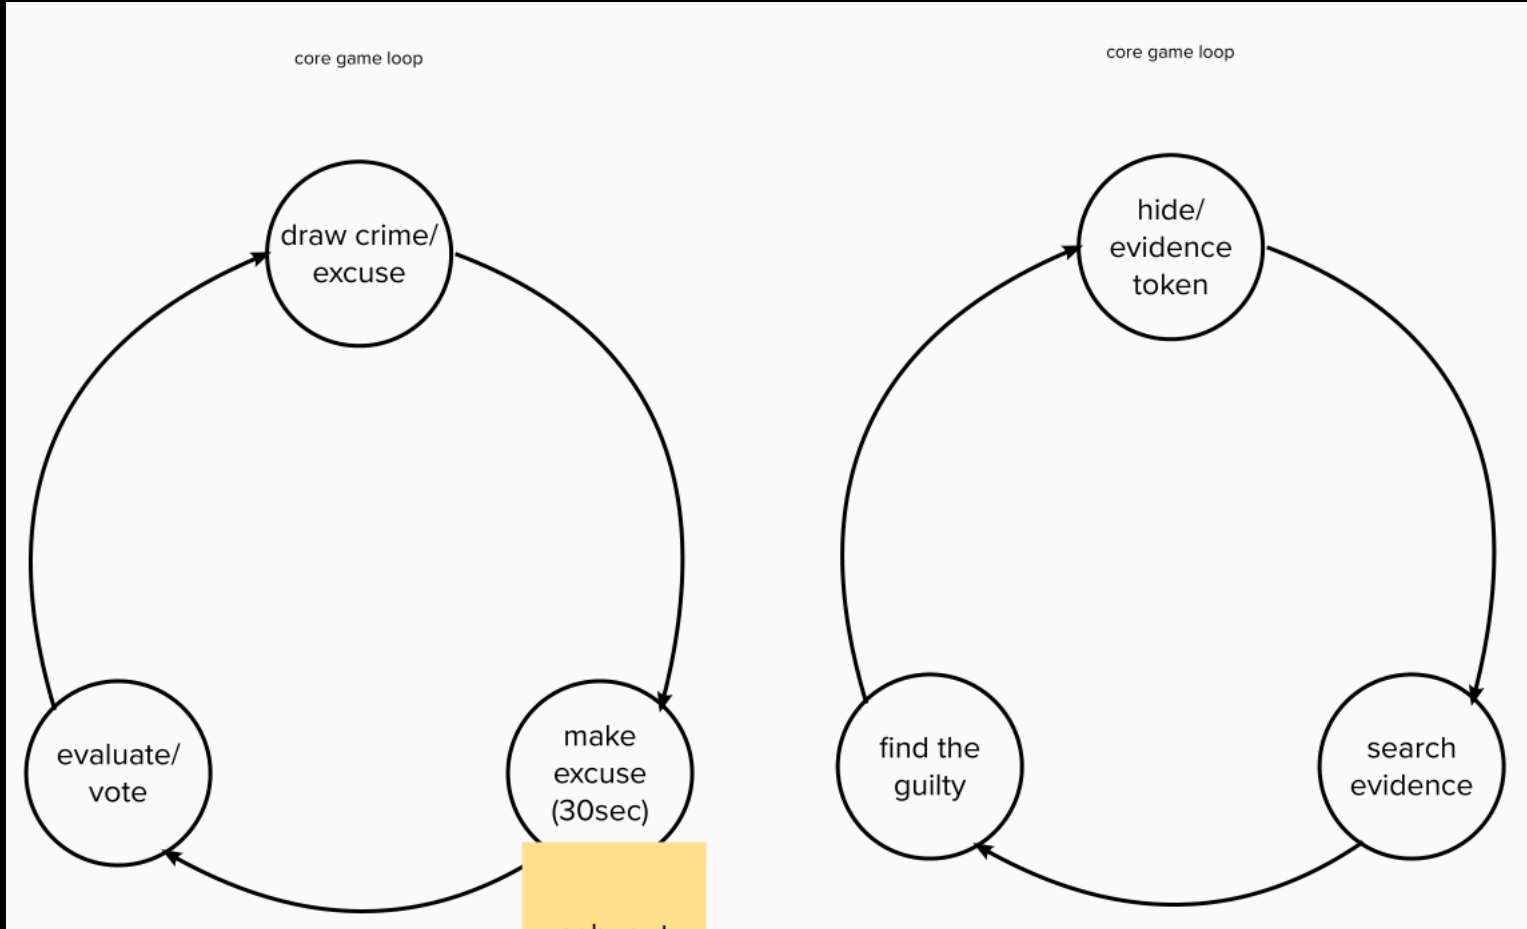 core game loop
draw crime/
excuse
evaluate/
vote
make
excuse
(30sec)
core game loop
hide/
evidence
token
find the
guilty
search
evidence